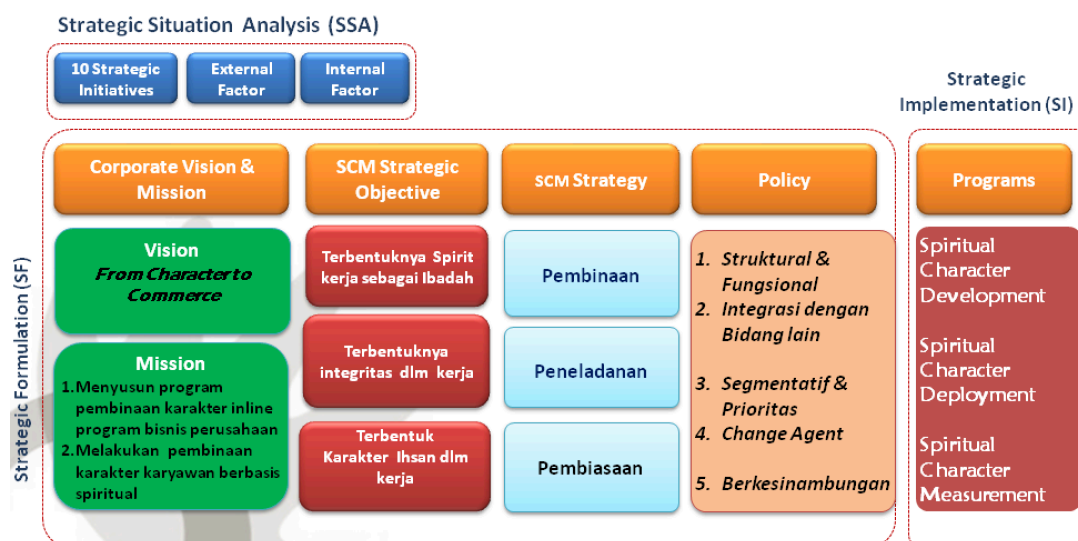 Strategic Situation Analysis (SSA)
10 Strategic
Initiatives
External
Factor
Internal
Factor
Strategic
Implementation (SI)
Strategic Formulation (SF)
Corporate Vision &
Mission
SCM Strategic
Objective
SCM Strategy
Policy
Programs
Vision
From Character to
Commerce
Mission
1. Menyusun program
pembinaan karakter inline
program bisnis perusahaan
2. Melakukan pembinaan
karakter karyawan berbasis
spiritual
Terbentuknya Spirit
kerja sebagai Ibadah
Terbentuknya
integritas dlm kerja
Terbentuk
Karakter Ihsan dlm
kerja
Pembinaan
Peneladanan
Pembiasaan
1. Struktural &
Fungsional
2. Integrasi dengan
Bidang lain
3. Segmentatif &
Prioritas
4. Change Agent
5. Berkesinambungan
Spiritual
Character
Development
Spiritual
Character
Deployment
Spiritual
Character
Measurement